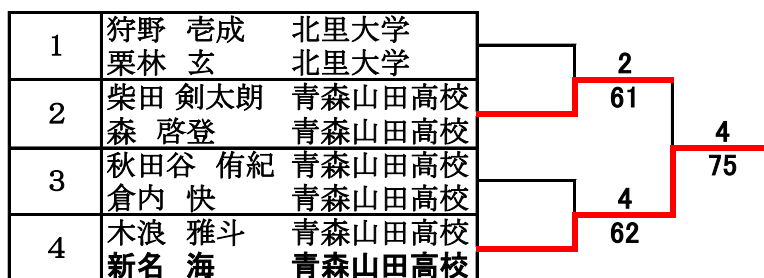 1
狩野 壱成 北里大学
栗林 玄 北里大学
2
柴田 剣太朗 青森山田高校
森 啓登 青森山田高校
3
秋田谷 侑紀 青森山田高校
倉内 快 青森山田高校
4
木浪 雅斗 青森山田高校
新名 海 青森山田高校
2
61
4
62
4
75